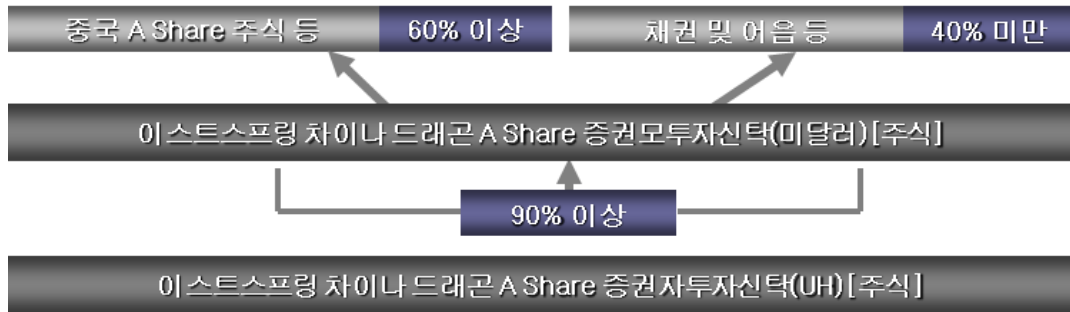 중국 A Share 주식 등 60% 이상 채권 및 어음 등 40% 미만
이스트스프링 차이나 드래곤 A Share 증권모투자신탁(미달러)[주식]
90% 이상
이스트스프링 차이나 드래곤 A Share 증권자투자신탁(UH)[주식]